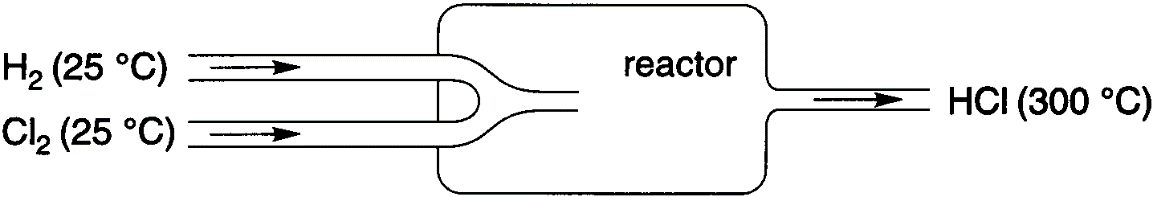 H₂ (25 °C)
reactor
HCl (300 °C)
Cl₂ (25 °C)